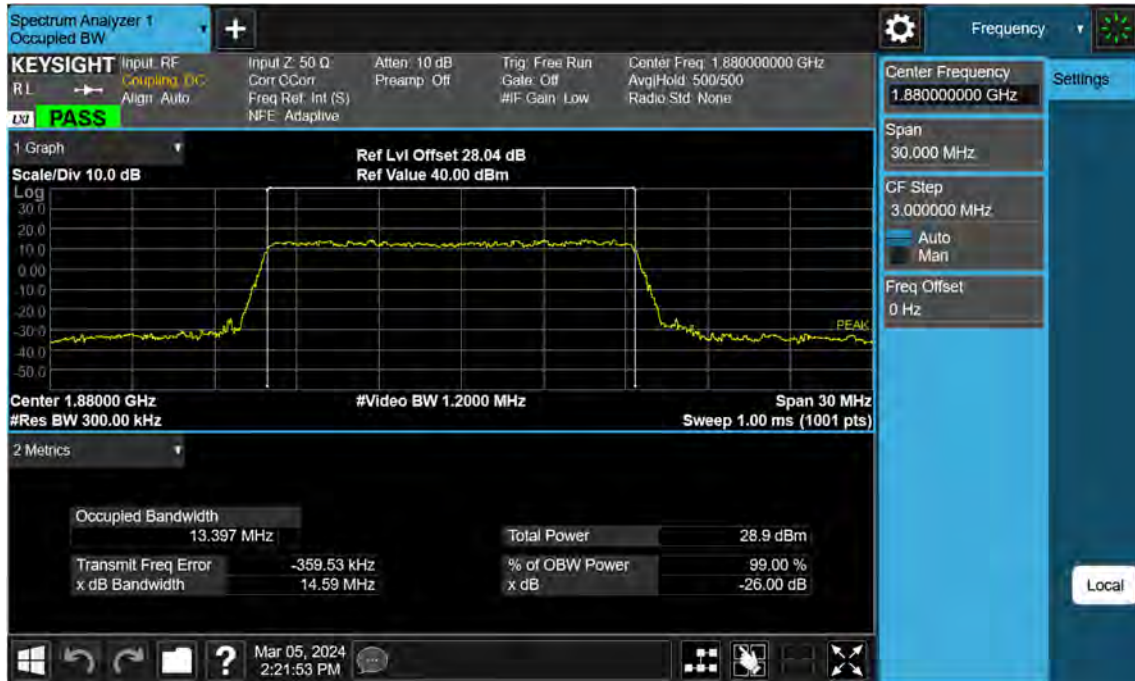 Spectrum Analyzer 1
Occupied BW
+
Frequency
KEYSIGHT
RL
LXI PASS
Input: RF
Coupling: DC
Align: Auto
Input Z: 50 Ω
Corr CCorr
Freq Ref: Int (S)
NFE: Adaptive
Atten: 10 dB
Preamp: Off
Trig: Free Run
Gate: Off
#IF Gain: Low
Center Freq: 1.880000000 GHz
Avg|Hold: 500/500
Radio Std: None
Center Frequency
1.880000000 GHz
Settings
Span
30.000 MHz
CF Step
3.000000 MHz
Auto
Man
Freq Offset
0 Hz
1 Graph
Scale/Div 10.0 dB
Ref Lvl Offset 28.04 dB
Ref Value 40.00 dBm
Log
30.0
20.0
10.0
0.00
-10.0
-20.0
-30.0
-40.0
-50.0
PEAK
Center 1.88000 GHz
#Video BW 1.2000 MHz
Span 30 MHz
#Res BW 300.00 kHz
Sweep 1.00 ms (1001 pts)
2 Metrics
Occupied Bandwidth
13.397 MHz
Total Power 28.9 dBm
Transmit Freq Error -359.53 kHz
% of OBW Power 99.00 %
x dB Bandwidth 14.59 MHz
x dB -26.00 dB
Local
?
Mar 05, 2024
2:21:53 PM